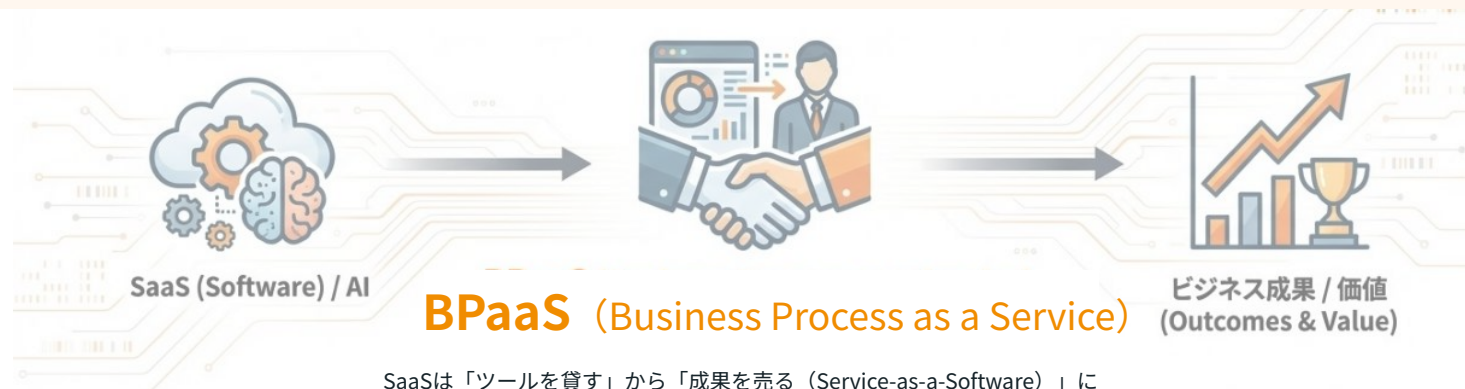 SaaS (Software) / AI
BPaaS（Business Process as a Service）
ビジネス成果 / 価値
(Outcomes & Value)
SaaSは「ツールを貸す」から「成果を売る（Service-as-a-Software）」に